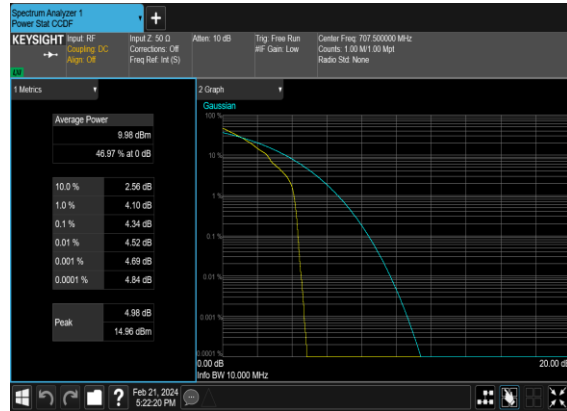 Spectrum Analyzer 1
Power Stat CCDF
KEYSIGHT
Input: RF
Coupling: DC
Align: Off
Input Z: 50 Ω
Corrections: Off
Freq Ref: Int (S)
Atten: 10 dB
Trig: Free Run
#IF Gain: Low
Center Freq: 707.500000 MHz
Counts: 1.00 M/1.00 Mpt
Radio Std: None
1 Metrics
Average Power
9.98 dBm
46.97 % at 0 dB
10.0 % 2.56 dB
1.0 % 4.10 dB
0.1 % 4.34 dB
0.01 % 4.52 dB
0.001 % 4.69 dB
0.0001 % 4.84 dB
Peak
4.98 dB
14.96 dBm
2 Graph
Gaussian
100 %
10 %
1 %
0.1 %
0.01 %
0.001 %
0.0001 %
0.00 dB
20.00 dB
Info BW 10.000 MHz
?
Feb 21, 2024
5:22:20 PM